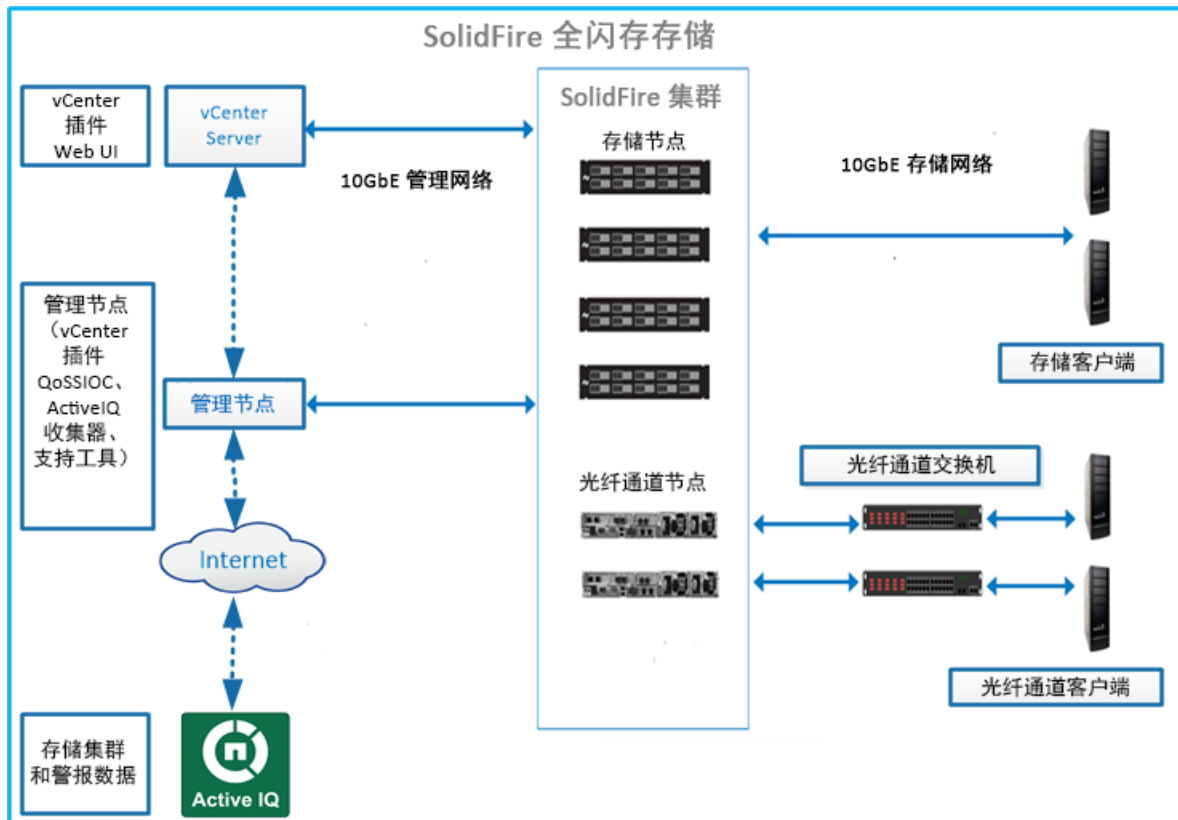 SolidFire 全闪存存储
vCenter
插件
Web UI
vCenter
Server
10GbE 管理网络
SolidFire 集群
存储节点
10GbE 存储网络
存储客户端
管理节点
（vCenter
插件
QoSSIOC、
ActiveIQ
收集器、
支持工具）
管理节点
光纤通道节点
光纤通道交换机
光纤通道客户端
Internet
存储集群
和警报数据
Active IQ